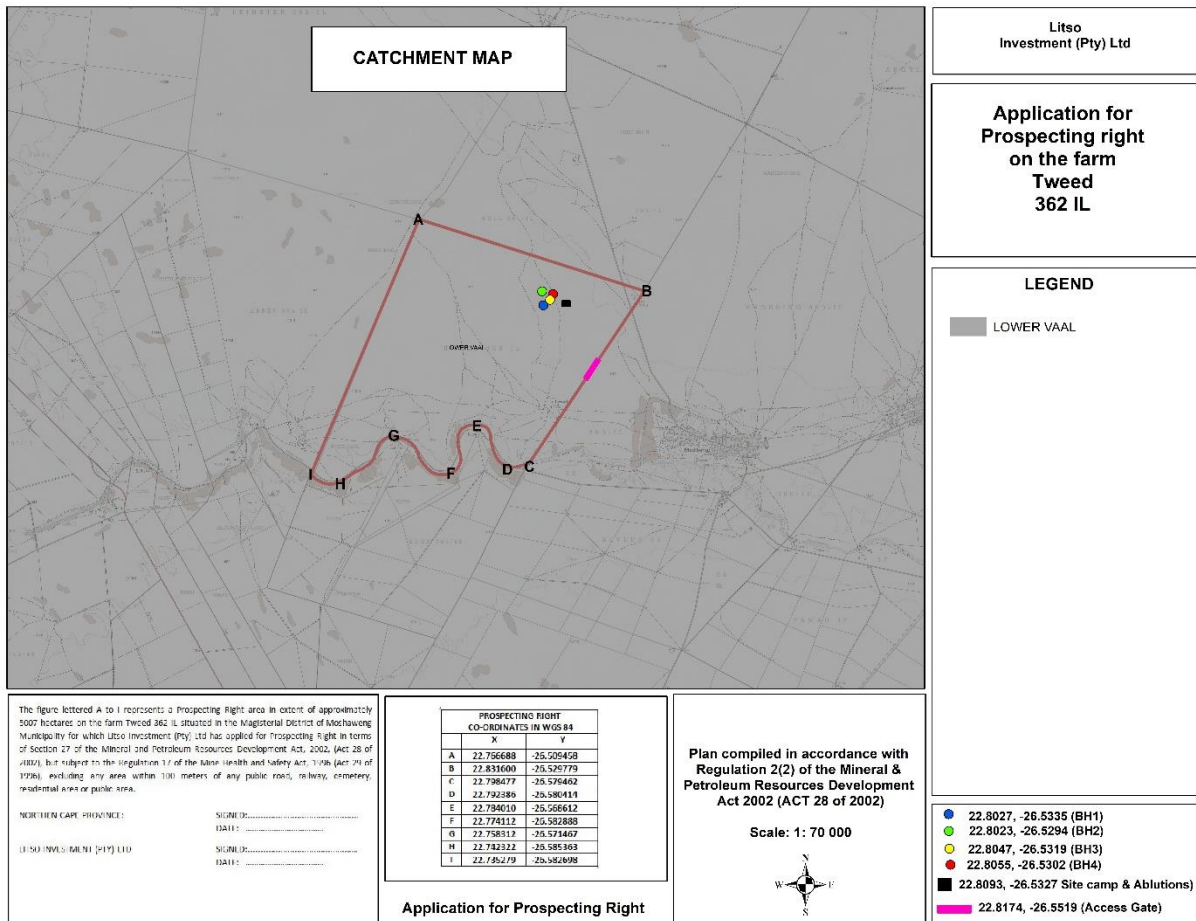 CATCHMENT MAP
A
B
LOWER VAAL
G
E
I
H
F
D
C
Litso
Investment (Pty) Ltd
Application for
Prospecting right
on the farm
Tweed
362 IL
LEGEND
LOWER VAAL
The figure lettered A to I represents a Prospecting Right area in extent of approximately
5007 hectares on the farm Tweed 362 IL situated in the Magisterial District of Moshaweng
Municipality for which Litso Investment (Pty) Ltd has applied for Prospecting Right in terms
of Section 27 of the Mineral and Petroleum Resources Development Act, 2002, (Act 28 of
2002), but subject to the Regulation 17 of the Mine Health and Safety Act, 1996 (Act 29 of
1996), excluding any area within 100 meters of any public road, railway, cemetery,
residential area or public area.
NORTHEN CAPE PROVINCE: SIGNED:
DATE:
LITSO INVESTMENT (PTY) LTD SIGNED:
DATE:
PROSPECTING RIGHT
CO-ORDINATES IN WGS 84
X Y
A 22.766688 -26.509458
B 22.831600 -26.529779
C 22.798477 -26.579462
D 22.792386 -26.580414
E 22.784010 -26.568612
F 22.774112 -26.582888
G 22.758312 -26.571467
H 22.742322 -26.585363
I 22.735279 -26.582698
Application for Prospecting Right
Plan compiled in accordance with
Regulation 2(2) of the Mineral &
Petroleum Resources Development
Act 2002 (ACT 28 of 2002)
Scale: 1: 70 000
N
W E
S
22.8027, -26.5335 (BH1)
22.8023, -26.5294 (BH2)
22.8047, -26.5319 (BH3)
22.8055, -26.5302 (BH4)
22.8093, -26.5327 Site camp & Ablutions)
22.8174, -26.5519 (Access Gate)